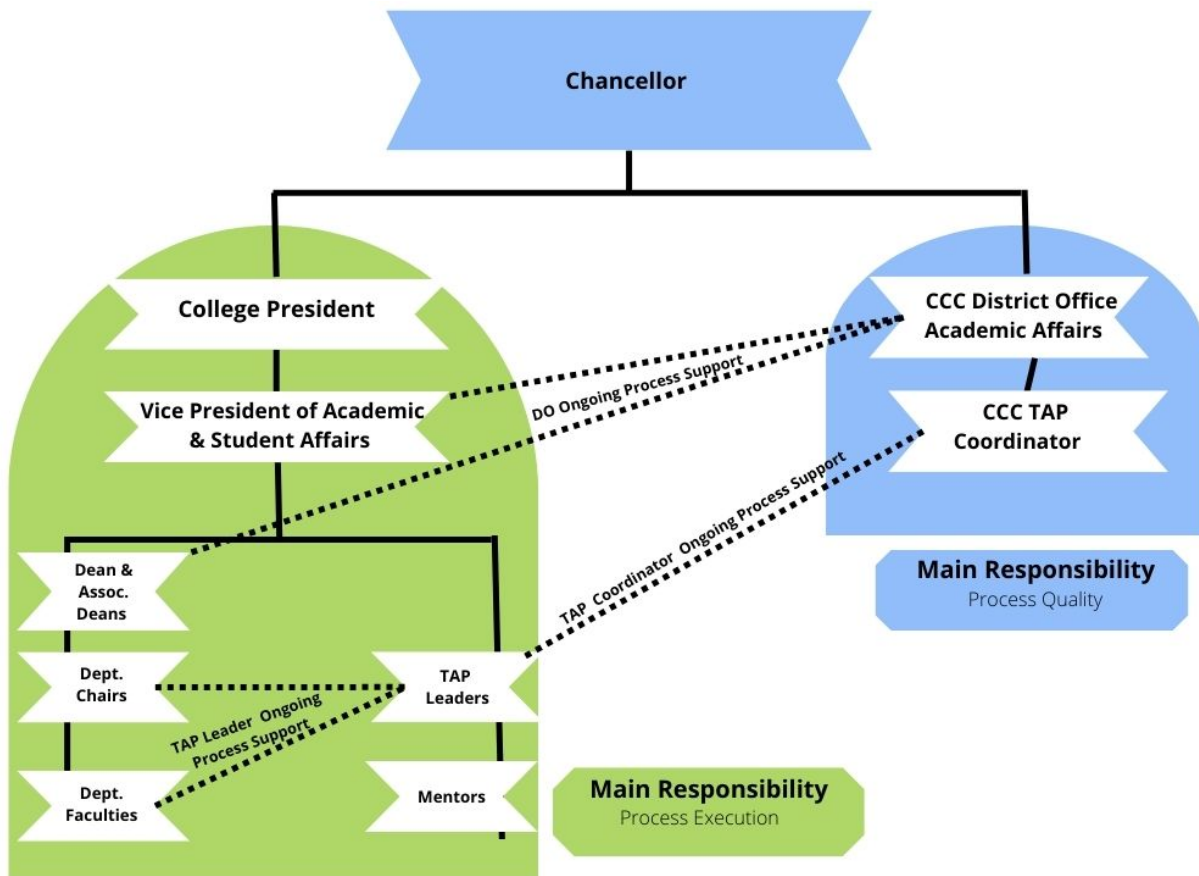 Chancellor
College President
CCC District Office
Academic Affairs
DO Ongoing Process Support
Vice President of Academic
& Student Affairs
CCC TAP
Coordinator
TAP Coordinator Ongoing Process Support
Dean &
Assoc.
Deans
Main Responsibility
Process Quality
Dept.
Chairs
TAP
Leaders
TAP Leader Ongoing
Process Support
Dept.
Faculties
Mentors
Main Responsibility
Process Execution